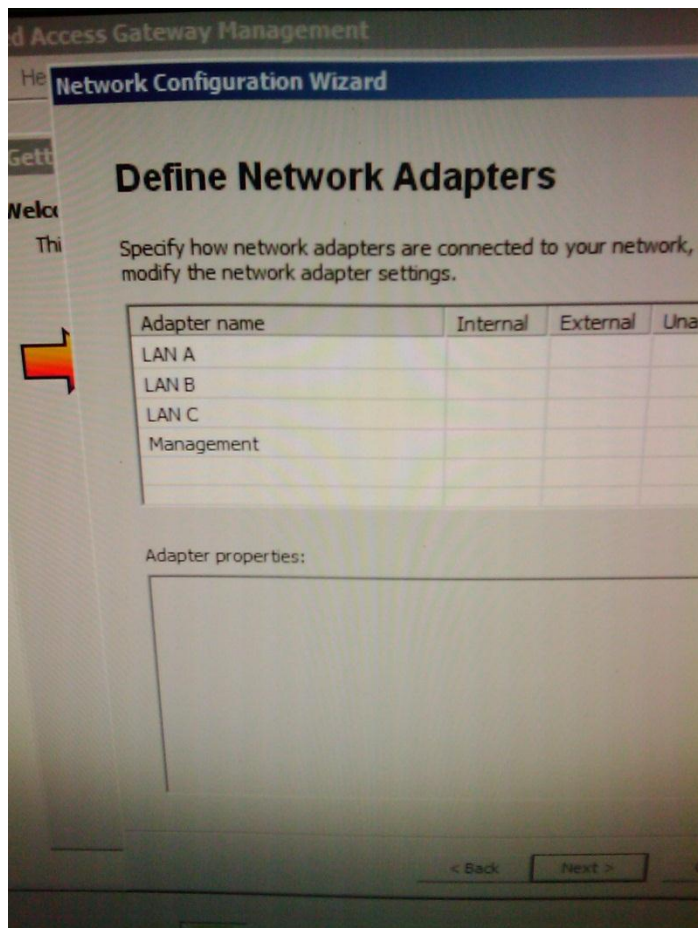 d Access Gateway Management
He
Network Configuration Wizard
Gett
Define Network Adapters
Welco
Thi
Specify how network adapters are connected to your network,
modify the network adapter settings.
Adapter name Internal External Una
LAN A
LAN B
LAN C
Management
Adapter properties:
< Back Next >